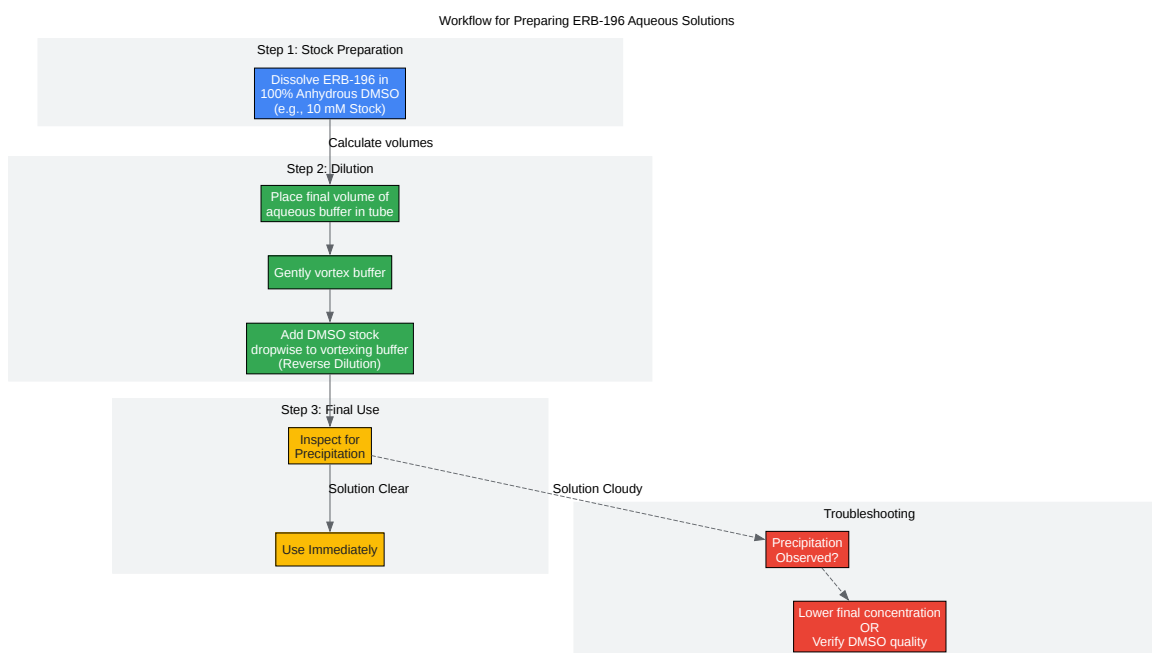 Workflow for Preparing ERB-196 Aqueous Solutions
Step 1: Stock Preparation
Dissolve ERB-196 in
100% Anhydrous DMSO
(e.g., 10 mM Stock)
Calculate volumes
Step 2: Dilution
Place final volume of
aqueous buffer in tube
Gently vortex buffer
Add DMSO stock
dropwise to vortexing buffer
(Reverse Dilution)
Step 3: Final Use
Inspect for
Precipitation
Solution Clear
Solution Cloudy
Use Immediately
Troubleshooting
Precipitation
Observed?
Lower final concentration
OR
Verify DMSO quality